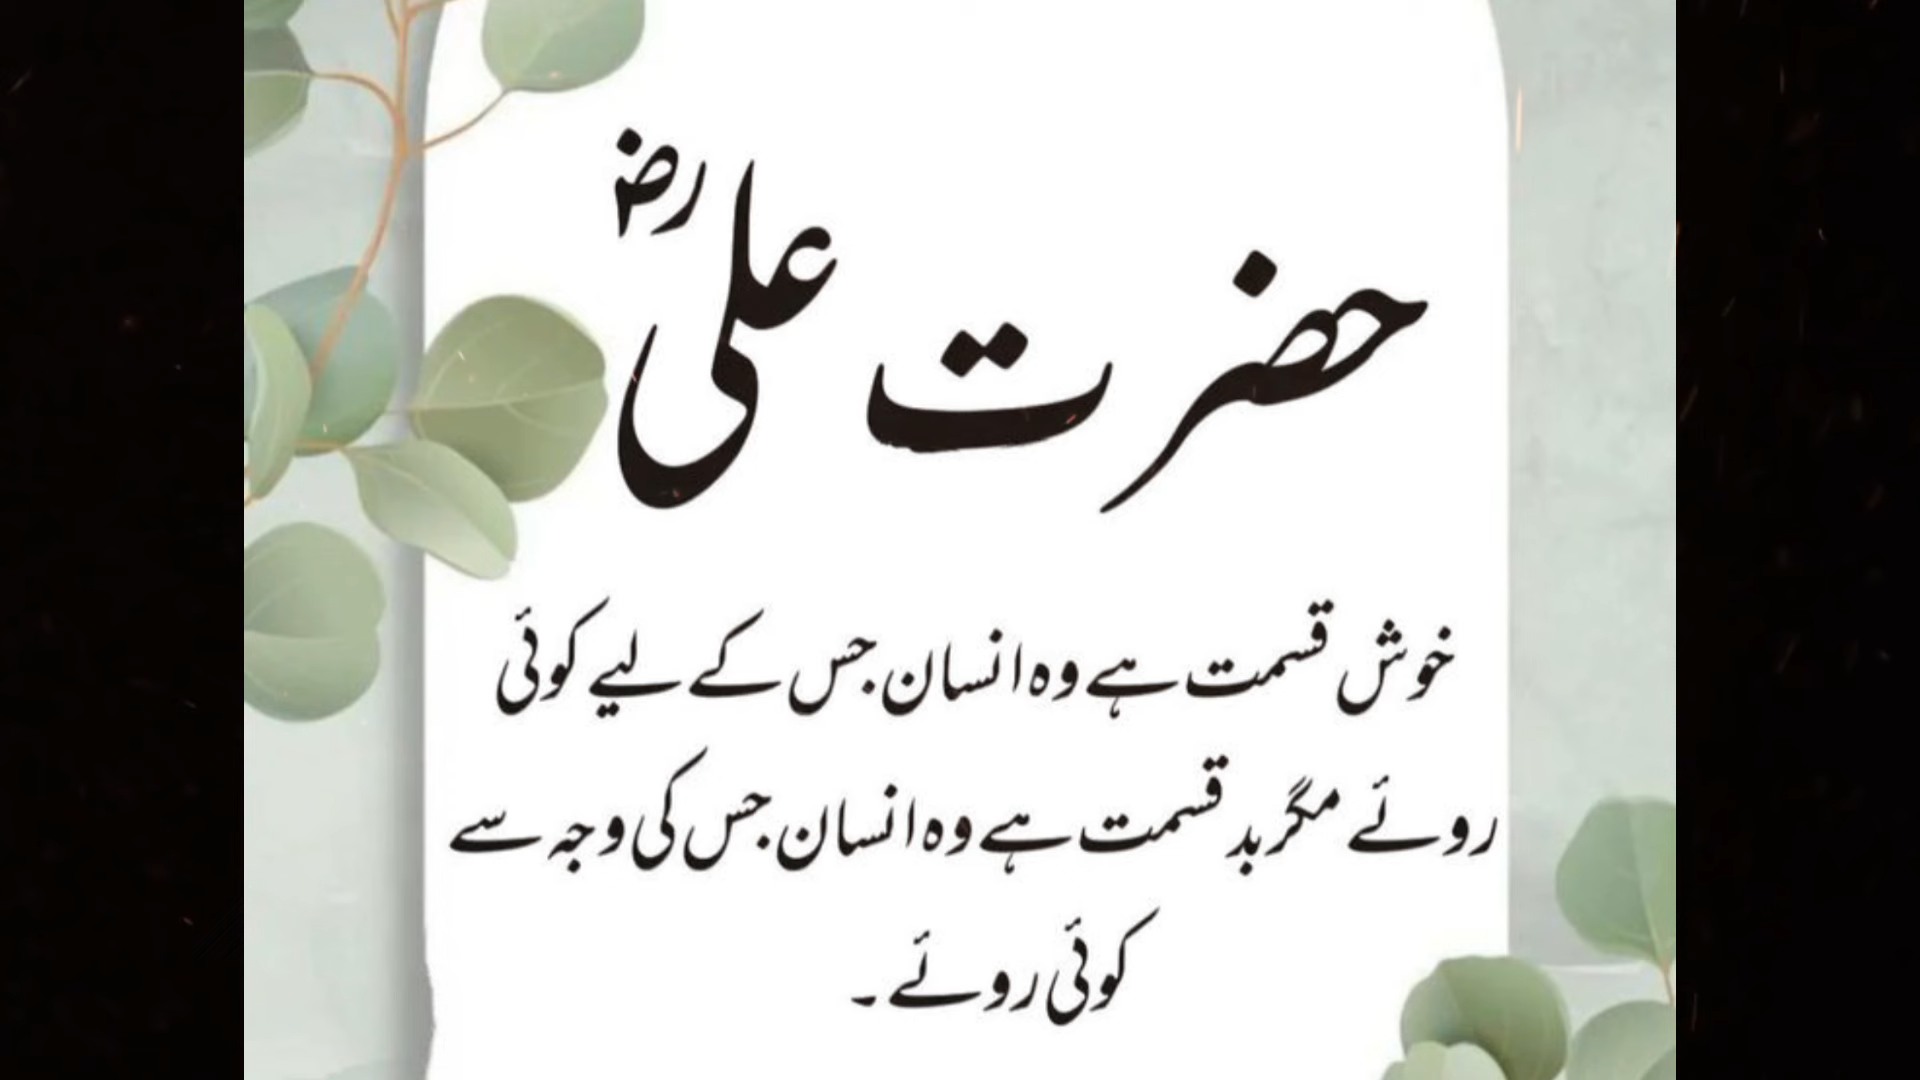 حضرت علیؓ
خوش قسمت ہے وہ انسان جس کے لیے کوئی
روئے مگر بد قسمت ہے وہ انسان جس کی وجہ سے
کوئی روئے ۔